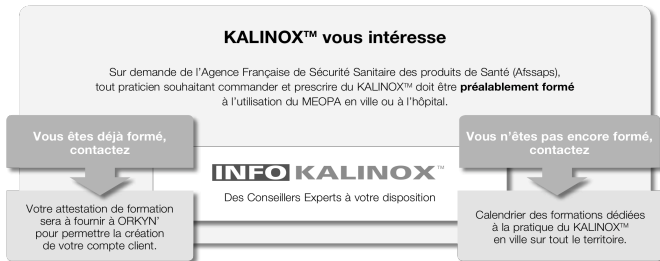 KALINOX™ vous intéresse
Sur demande de l'Agence Française de Sécurité Sanitaire des produits de Santé (Afssaps),
tout praticien souhaitant commander et prescrire du KALINOX™ doit être préalablement formé
à l'utilisation du MEOPA en ville ou à l'hôpital.
Vous êtes déjà formé,
contactez
Vous n'êtes pas encore formé,
contactez
INFO KALINOX™
Des Conseillers Experts à votre disposition
Votre attestation de formation
sera à fournir à ORKYN'
pour permettre la création
de votre compte client.
Calendrier des formations dédiées
à la pratique du KALINOX™
en ville sur tout le territoire.